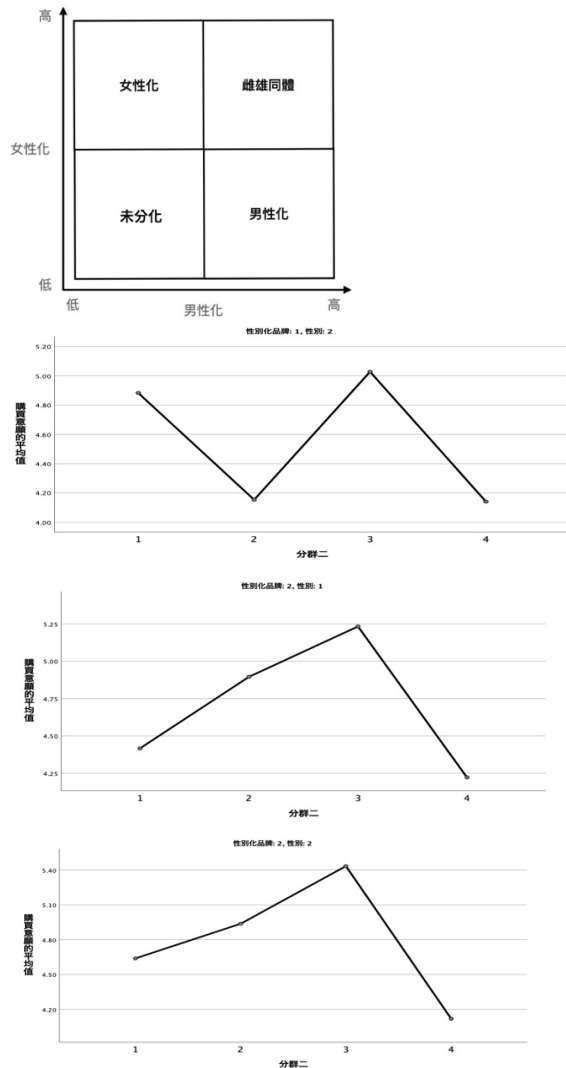 高
女性化
雌雄同體
女性化
未分化
男性化
低
低
男性化
高
性別化品牌: 1, 性別: 2
購買意願的平均值
5.20
5.00
4.80
4.60
4.40
4.20
4.00
1 2 3 4
分群二
性別化品牌: 2, 性別: 1
購買意願的平均值
5.25
5.00
4.75
4.50
4.25
1 2 3 4
分群二
性別化品牌: 2, 性別: 2
購買意願的平均值
5.40
5.10
4.80
4.50
4.20
1 2 3 4
分群二